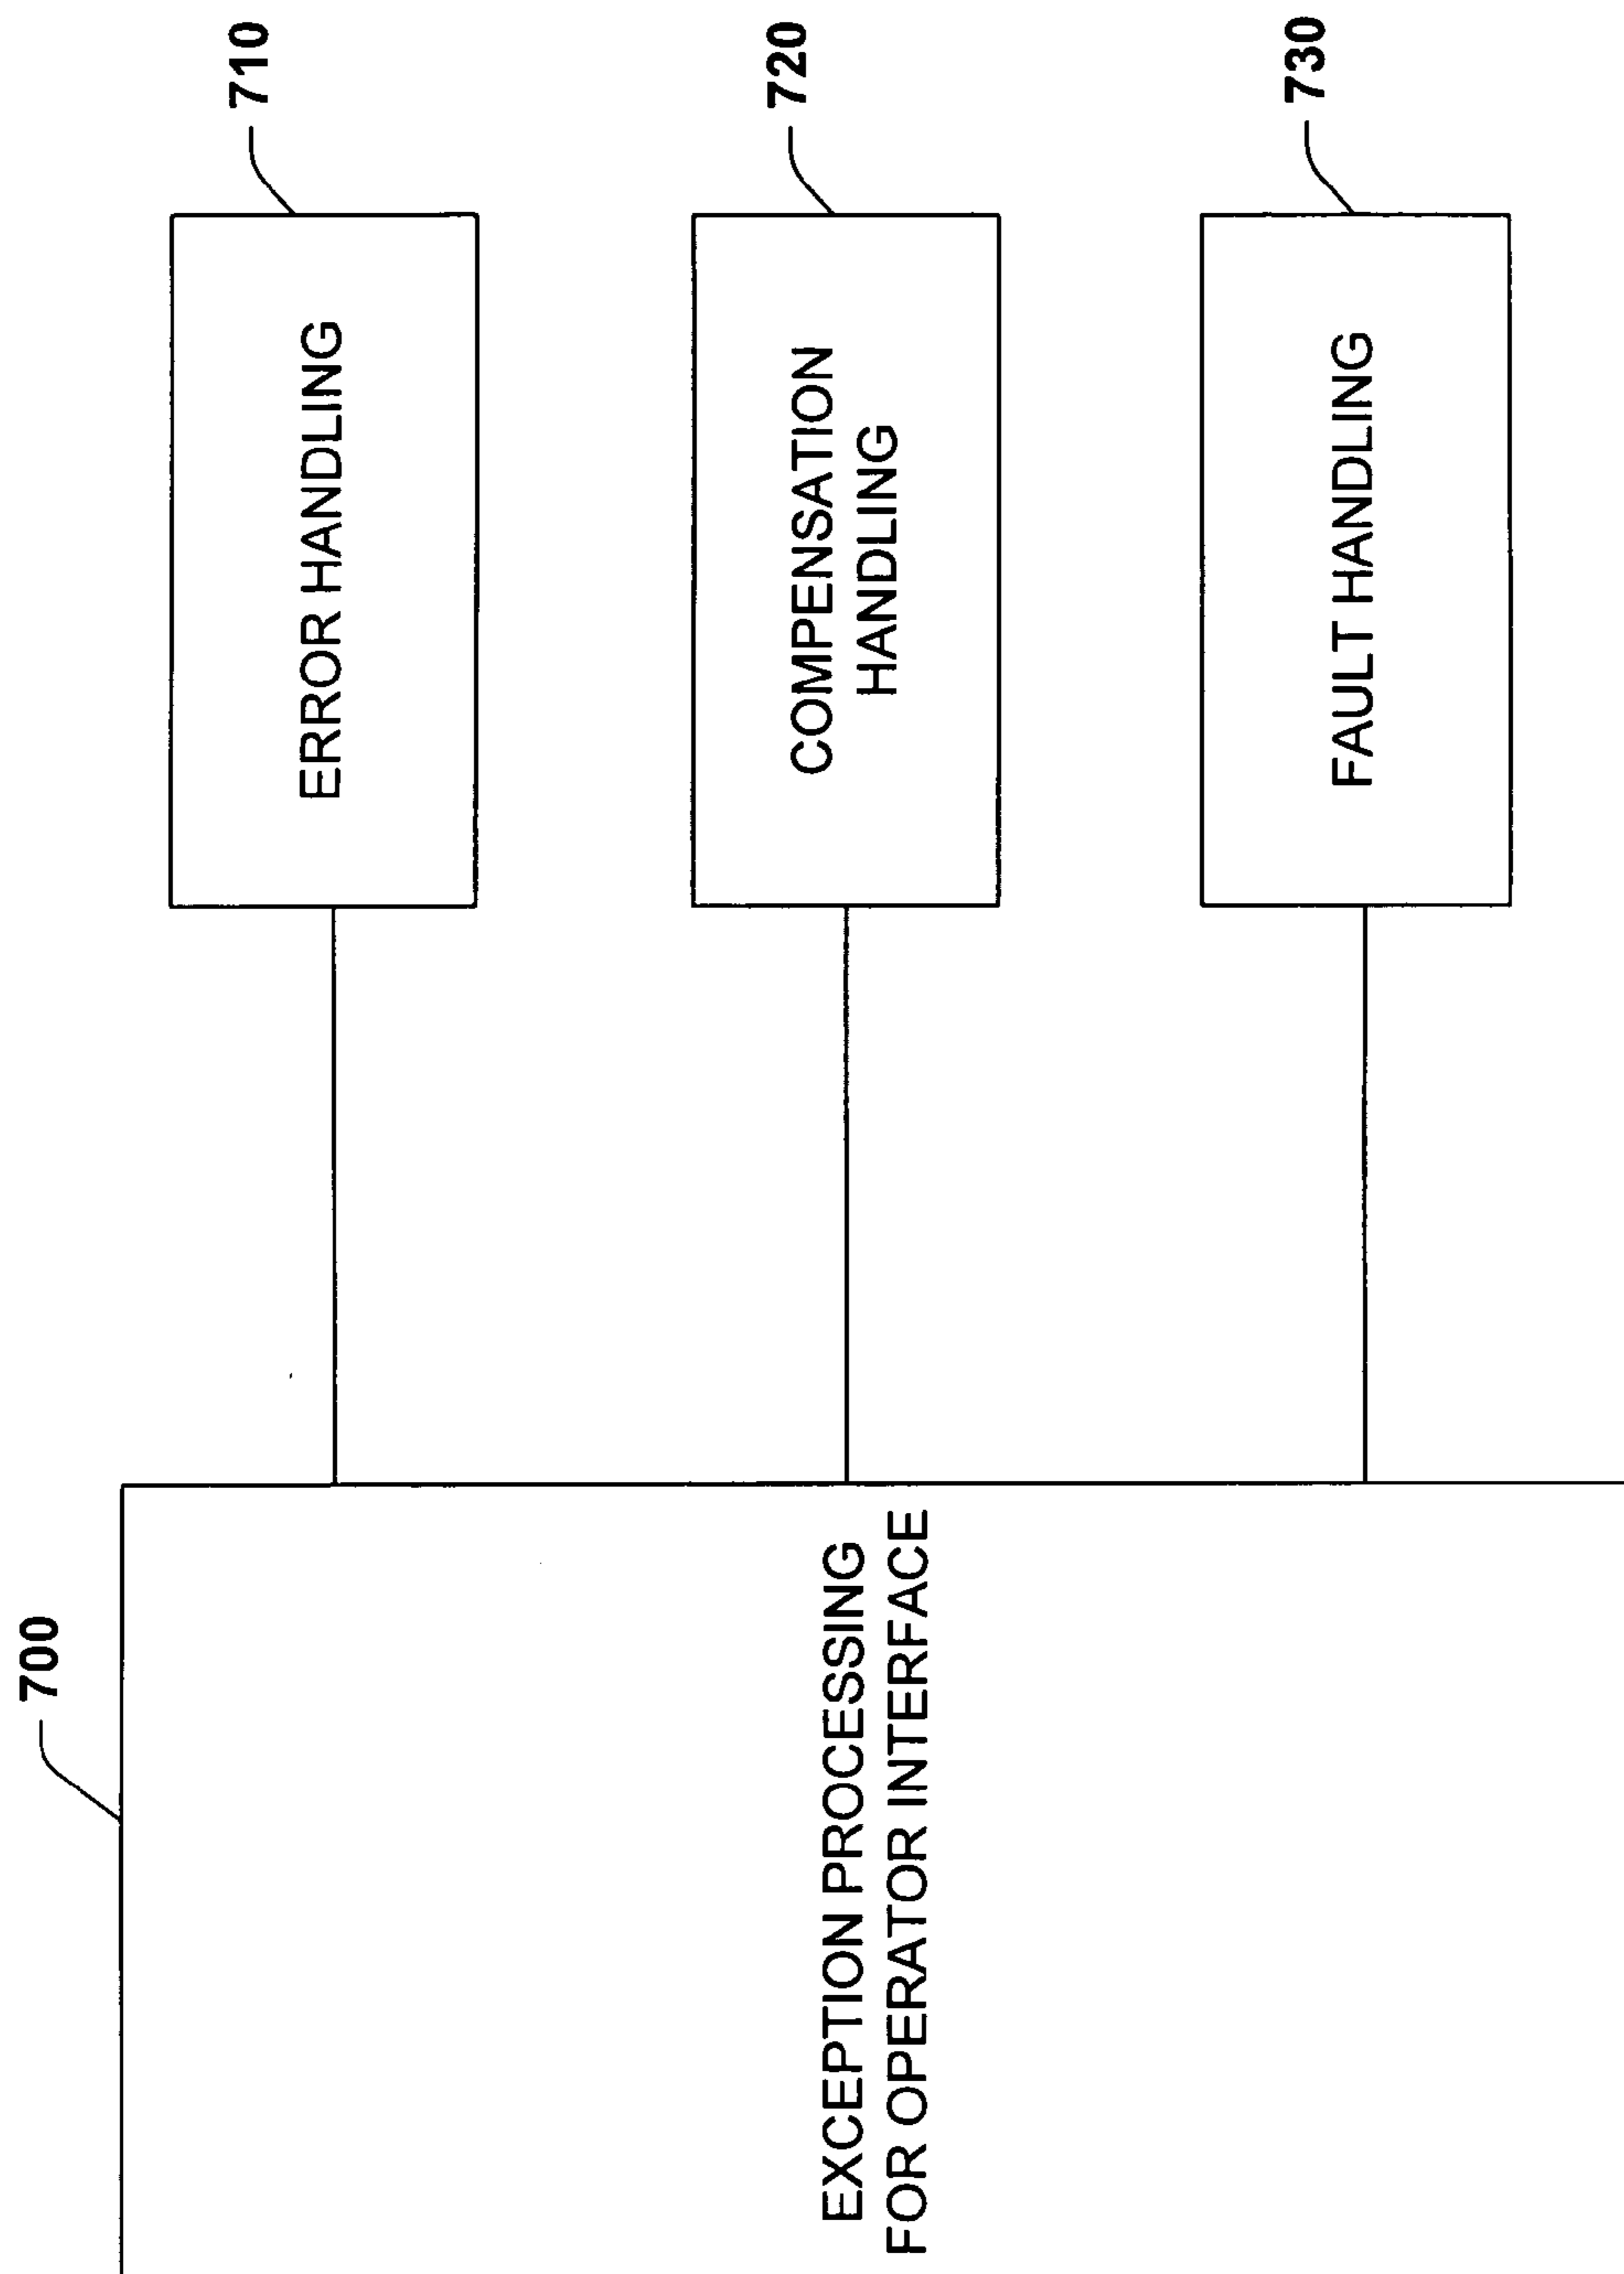 700
EXCEPTION PROCESSING
FOR OPERATOR INTERFACE
710
ERROR HANDLING
720
COMPENSATION
HANDLING
730
FAULT HANDLING